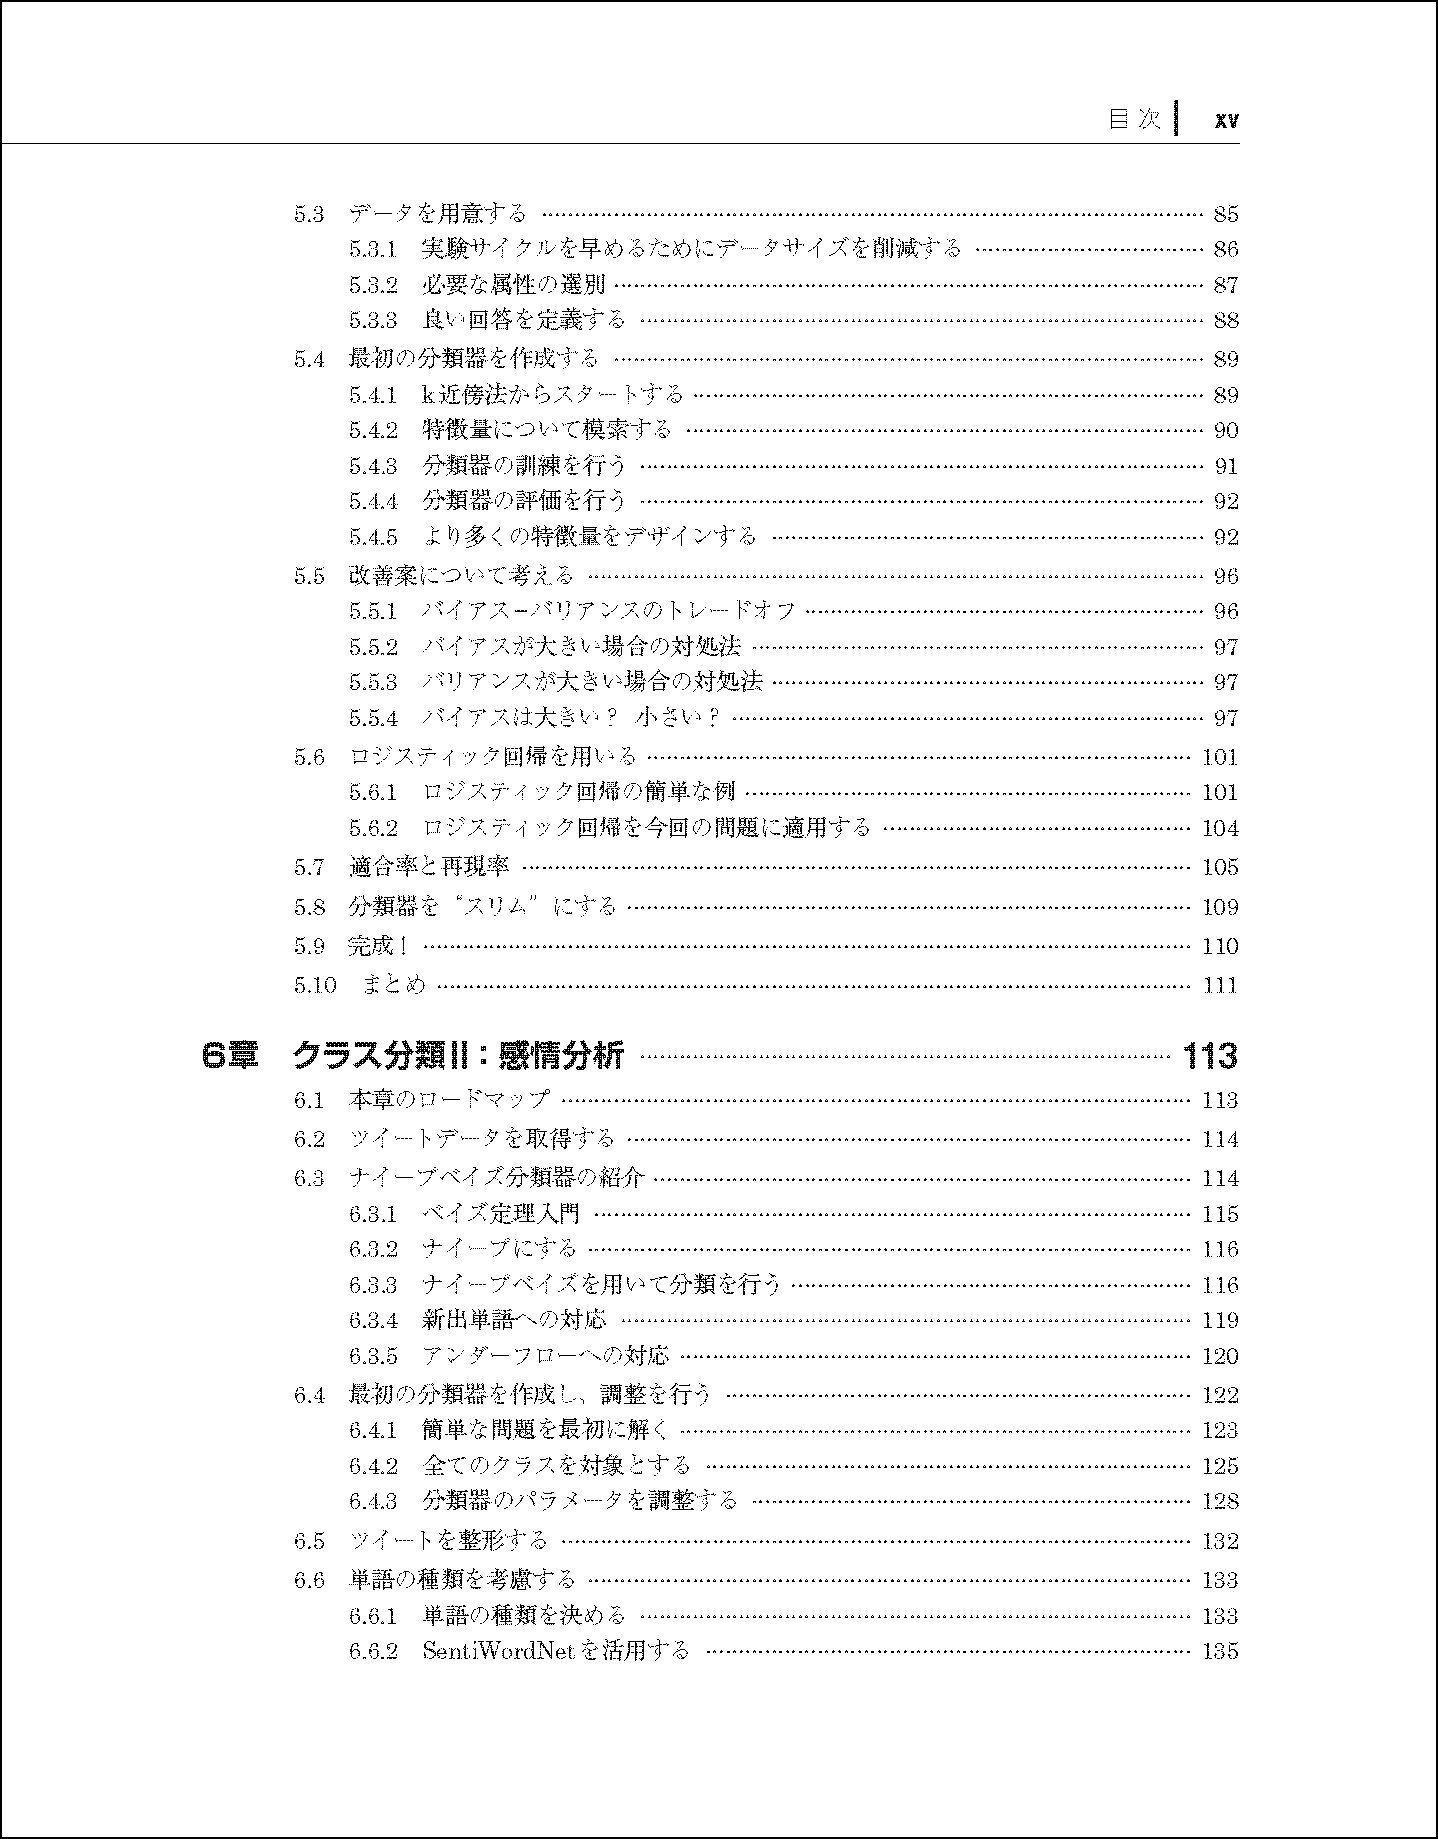 目次 xv
5.3 データを用意する 85
5.3.1 実験サイクルを早めるためにデータサイズを削減する 86
5.3.2 必要な属性の選別 87
5.3.3 良い回答を定義する 88
5.4 最初の分類器を作成する 89
5.4.1 k近傍法からスタートする 89
5.4.2 特徴量について模索する 90
5.4.3 分類器の訓練を行う 91
5.4.4 分類器の評価を行う 92
5.4.5 より多くの特徴量をデザインする 92
5.5 改善案について考える 96
5.5.1 バイアス−バリアンスのトレードオフ 96
5.5.2 バイアスが大きい場合の対処法 97
5.5.3 バリアンスが大きい場合の対処法 97
5.5.4 バイアスは大きい? 小さい? 97
5.6 ロジスティック回帰を用いる 101
5.6.1 ロジスティック回帰の簡単な例 101
5.6.2 ロジスティック回帰を今回の問題に適用する 104
5.7 適合率と再現率 105
5.8 分類器を“スリム”にする 109
5.9 完成! 110
5.10 まとめ 111
6章 クラス分類II:感情分析 113
6.1 本章のロードマップ 113
6.2 ツイートデータを取得する 114
6.3 ナイーブベイズ分類器の紹介 114
6.3.1 ベイズ定理入門 115
6.3.2 ナイーブにする 116
6.3.3 ナイーブベイズを用いて分類を行う 116
6.3.4 新出単語への対応 119
6.3.5 アンダーフローへの対応 120
6.4 最初の分類器を作成し、調整を行う 122
6.4.1 簡単な問題を最初に解く 123
6.4.2 全てのクラスを対象とする 125
6.4.3 分類器のパラメータを調整する 128
6.5 ツイートを整形する 132
6.6 単語の種類を考慮する 133
6.6.1 単語の種類を決める 133
6.6.2 SentiWordNetを活用する 135